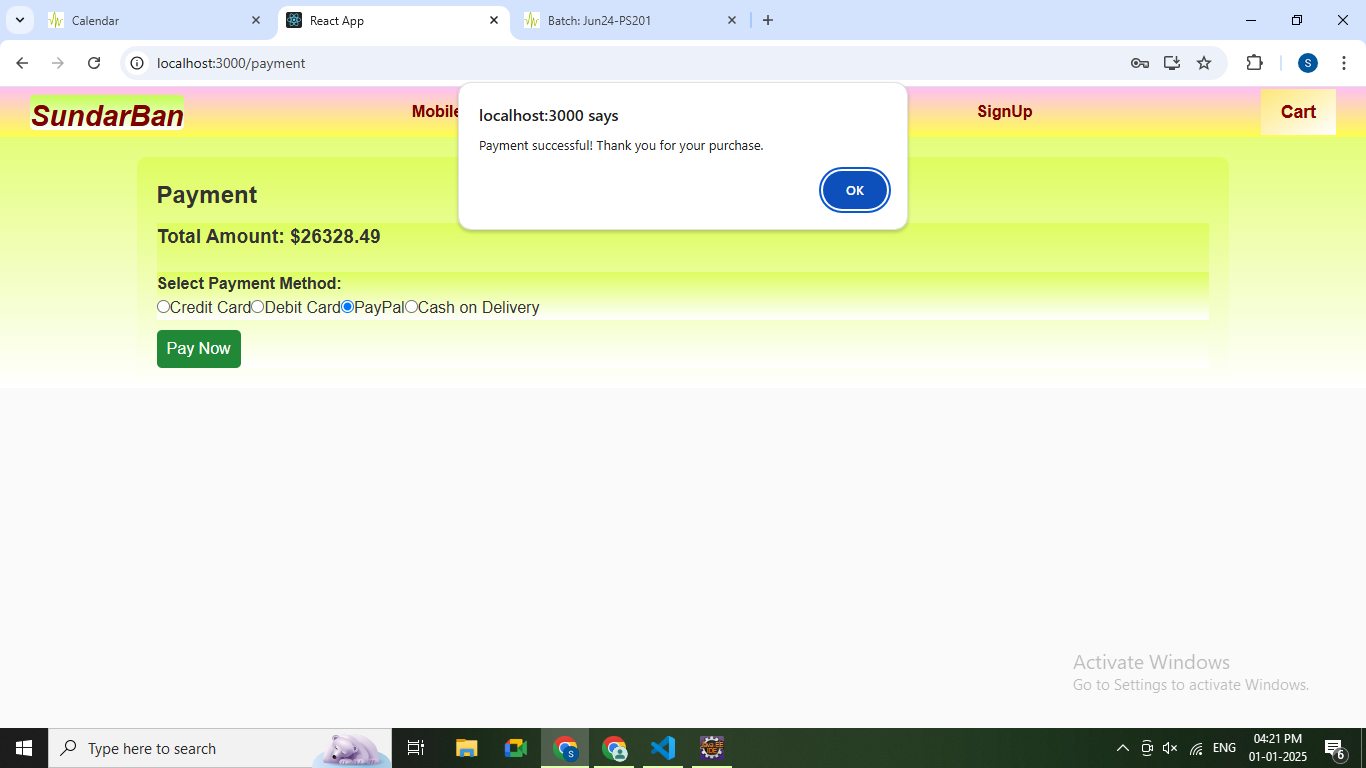 Calendar
React App
Batch: Jun24-PS201
localhost:3000/payment
S
SundarBan
Mobile
SignUp
Cart
localhost:3000 says
Payment successful! Thank you for your purchase.
OK
Payment
Total Amount: $26328.49
Select Payment Method:
Credit Card Debit Card PayPal Cash on Delivery
Pay Now
Activate Windows
Go to Settings to activate Windows.
Type here to search
S
ENG
04:21 PM
01-01-2025
6